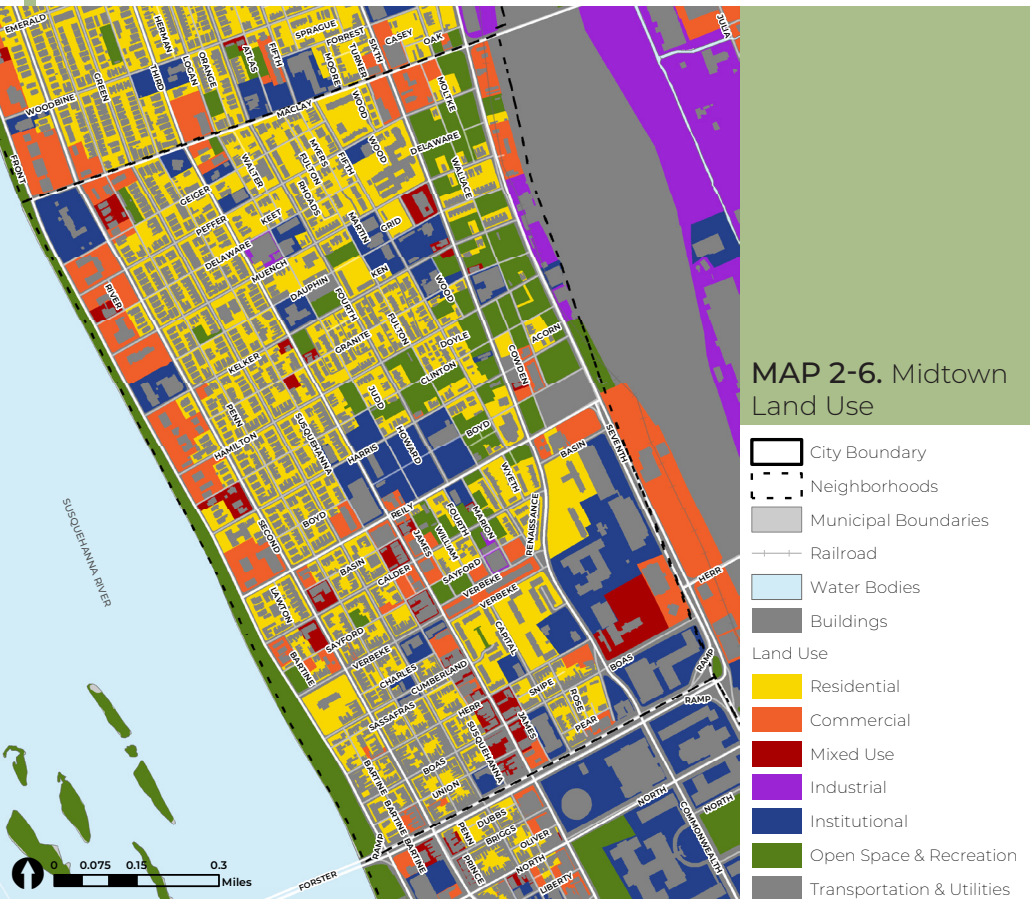 EMERALD
HERMAN
LOGAN
ORANGE
ATLAS
FIFTH
SPRAGUE
FORREST
MOORE
TURNER
SIXTH
CASEY
OAK
JULIA
GREEN
THIRD
WOODBINE
MACLAY
WOOD
MOLTKE
FRONT
WALTER
MYERS
FULTON
RHOADS
FIFTH
WOOD
DELAWARE
WALLACE
GEIGER
PEFFER
KEET
MARTIN
GRID
DELAWARE
MUENCH
KEN
RIVER
DAUPHIN
FOURTH
WOOD
GRANITE
FULTON
DOYLE
ACORN
KELKER
CLINTON
COWDEN
JUDD
PENN
HAMILTON
SUSQUEHANNA
HARRIS
HOWARD
BOYD
SEVENTH
BASIN
WYETH
SECOND
BOYD
REILY
FOURTH
MARION
RENAISSANCE
JAMES
WILLIAM
BASIN
CALDER
SAYFORD
VERBEKE
VERBEKE
HERR
LAWTON
SAYFORD
BARTINE
VERBEKE
CHARLES
CUMBERLAND
CAPITAL
BOAS
RAMP
SNIPE
ROSE
PEAR
RAMP
SASSAFRAS
HERR
SUSQUEHANNA
JAMES
BARTINE
BOAS
UNION
NORTH
NORTH
COMMONWEALTH
BARTINE
DUBBS
BRIGGS
OLIVER
PENN
PRINCE
NORTH
LIBERTY
RAMP
BARTINE
FORSTER
SUSQUEHANNA RIVER
0 0.075 0.15 0.3
Miles
MAP 2-6. Midtown
Land Use
City Boundary
Neighborhoods
Municipal Boundaries
Railroad
Water Bodies
Buildings
Land Use
Residential
Commercial
Mixed Use
Industrial
Institutional
Open Space & Recreation
Transportation & Utilities